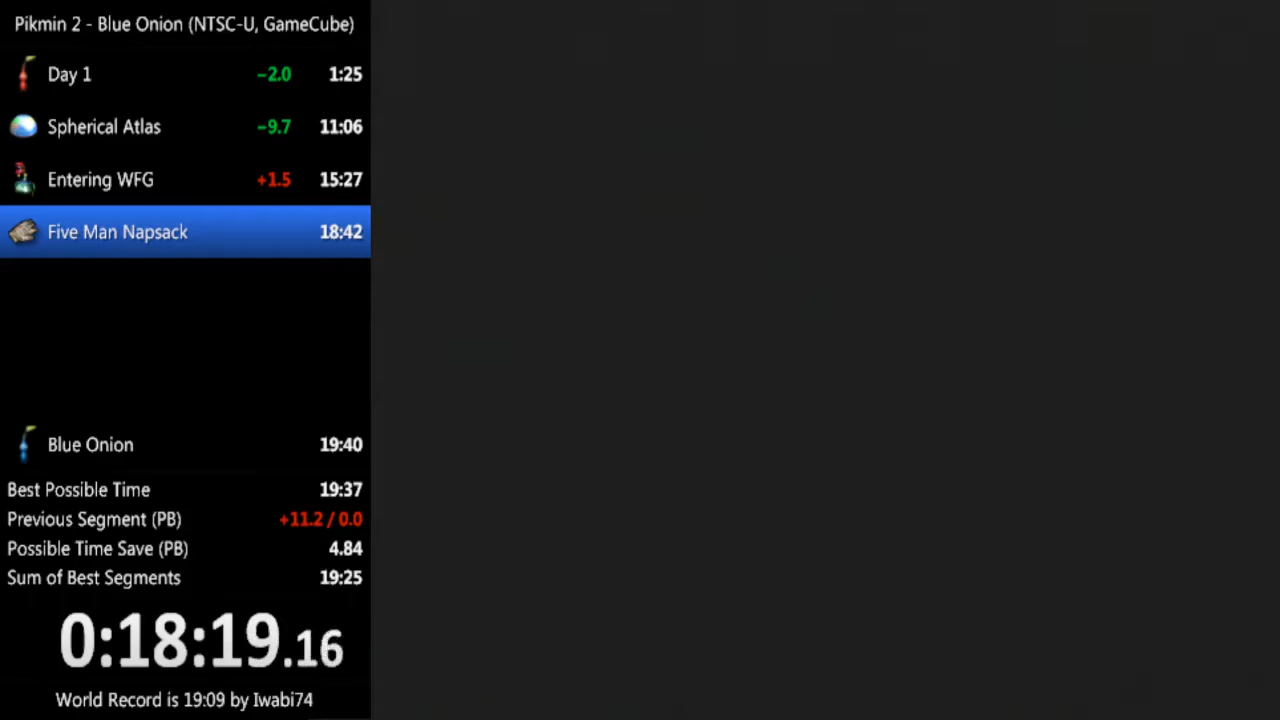 Pikmin 2 - Blue Onion (NTSC-U, GameCube)
Day 1 −2.0 1:25
Spherical Atlas −9.7 11:06
Entering WFG +1.5 15:27
Five Man Napsack 18:42
Blue Onion 19:40
Best Possible Time 19:37
Previous Segment (PB) +11.2 / 0.0
Possible Time Save (PB) 4.84
Sum of Best Segments 19:25
0:18:19.16
World Record is 19:09 by Iwabi74